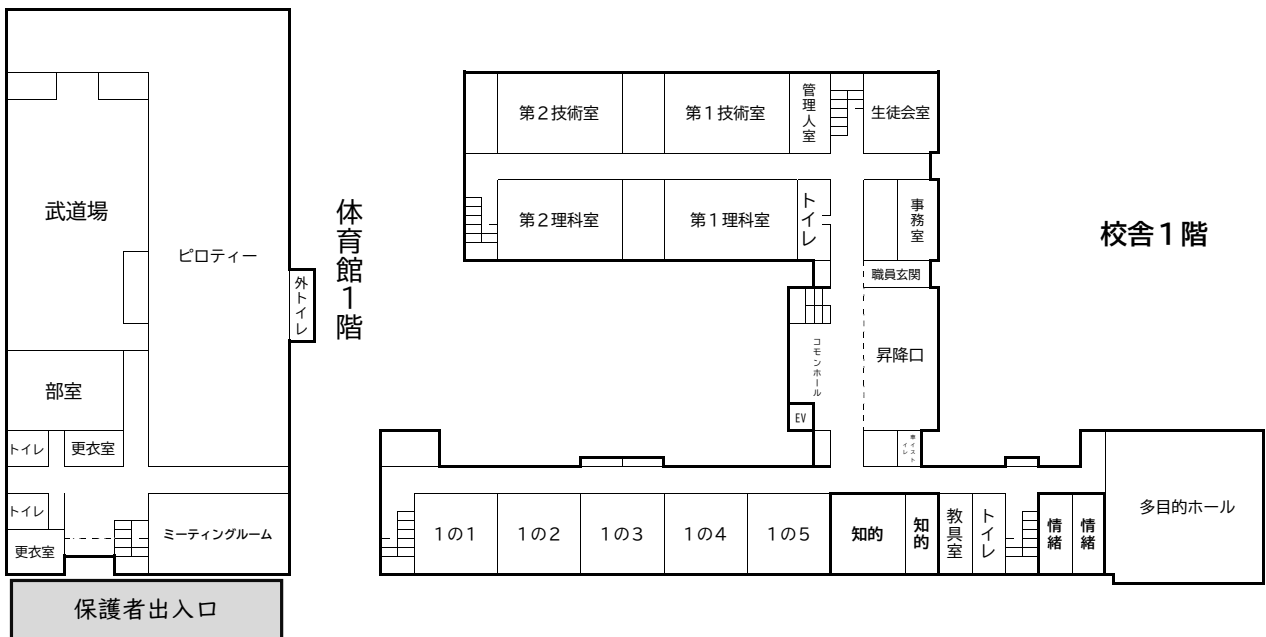 武道場
ピロティー
外トイレ
体育館1階
部室
トイレ
更衣室
トイレ
更衣室
ミーティングルーム
保護者出入口
第2技術室
第1技術室
管理人室
生徒会室
第2理科室
第1理科室
トイレ
事務室
職員玄関
校舎1階
コモンホール
昇降口
EV
車イストイレ
1の1
1の2
1の3
1の4
1の5
知的
知的
教具室
トイレ
情緒
情緒
多目的ホール